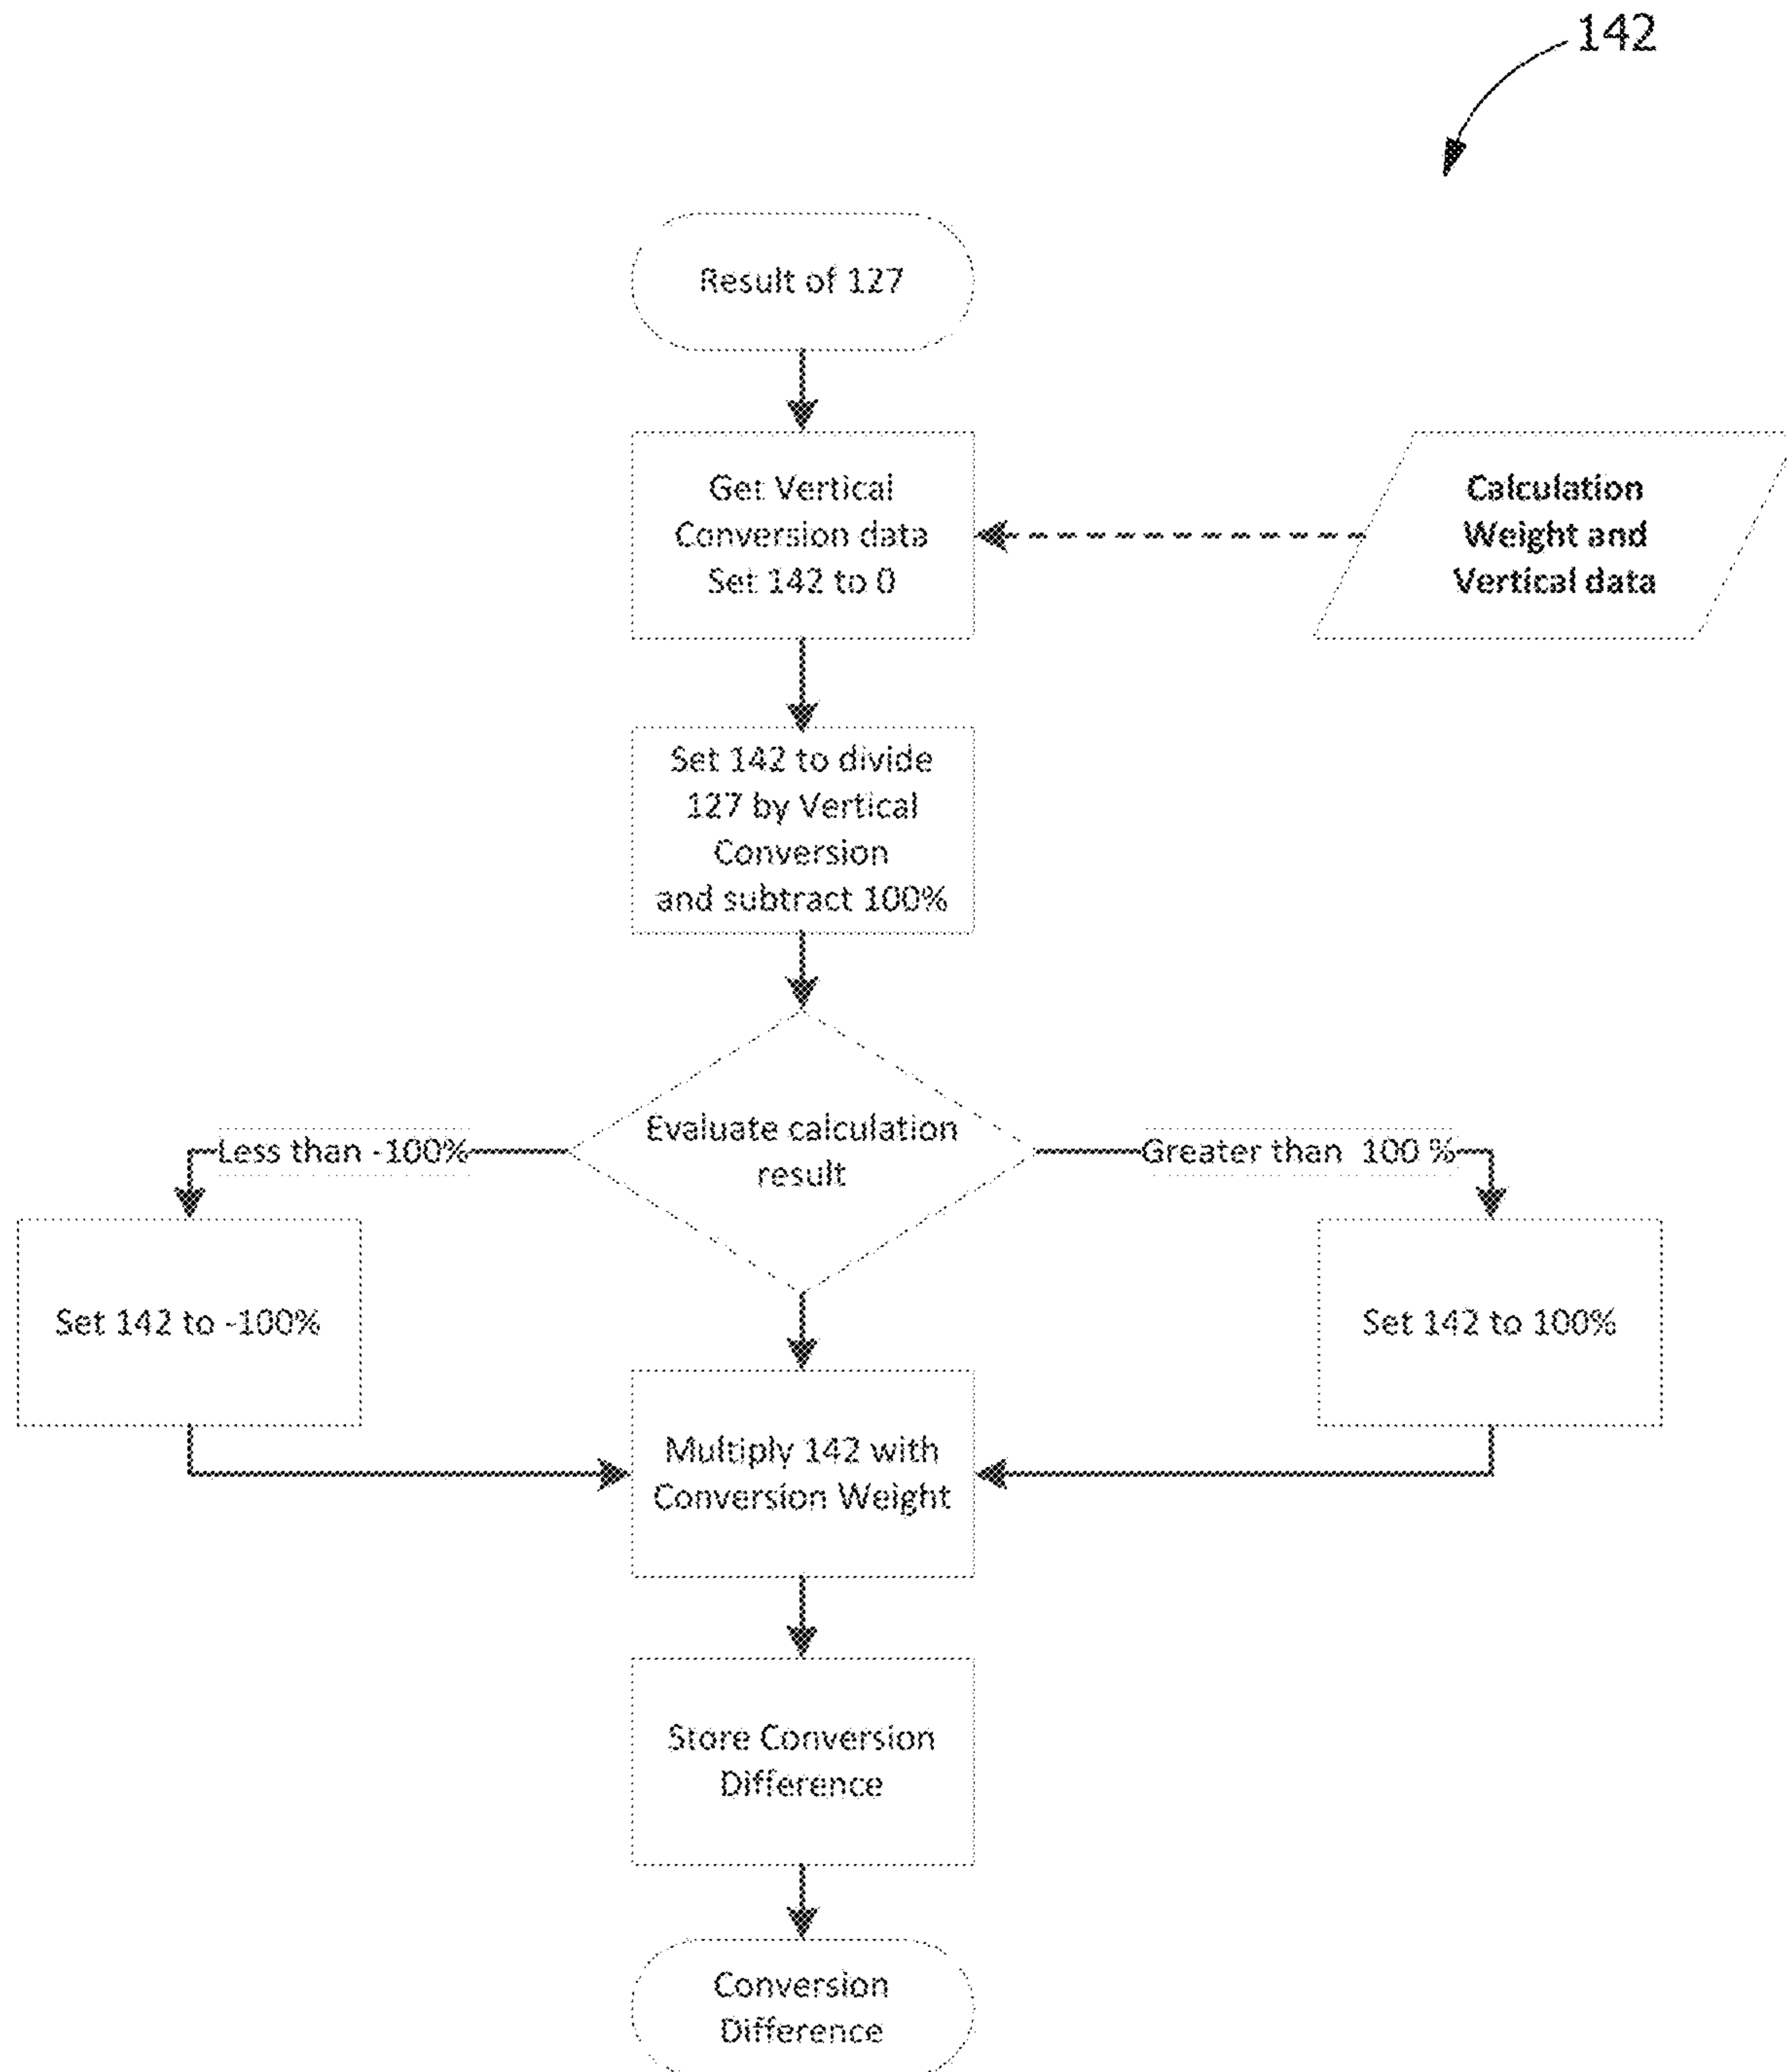 142
Result of 127
Get Vertical
Conversion data
Set 142 to 0
Calculation
Weight and
Vertical data
Set 142 to divide
127 by Vertical
Conversion
and subtract 100%
Evaluate calculation
result
Less than -100%
Greater than 100 %
Set 142 to -100%
Set 142 to 100%
Multiply 142 with
Conversion Weight
Store Conversion
Difference
Conversion
Difference